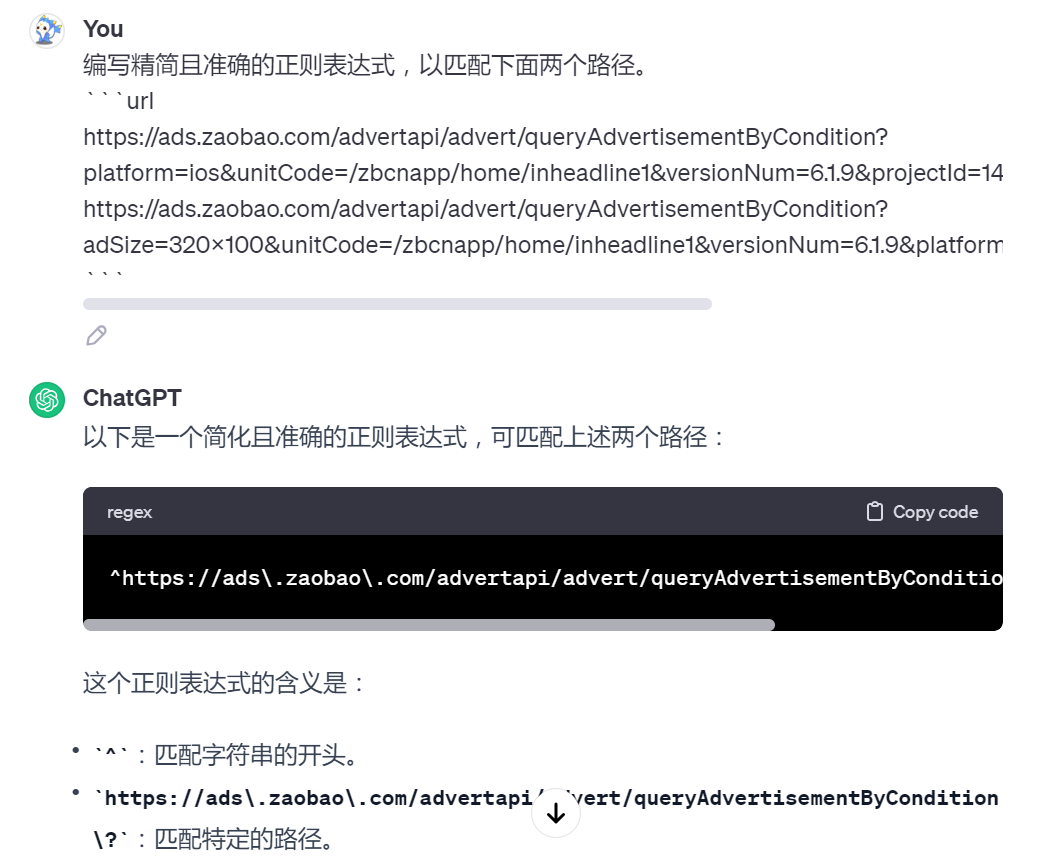 You
编写精简且准确的正则表达式，以匹配下面两个路径。
```url
https://ads.zaobao.com/advertapi/advert/queryAdvertisementByCondition?
platform=ios&unitCode=/zbcnapp/home/inheadline1&versionNum=6.1.9&projectId=14
https://ads.zaobao.com/advertapi/advert/queryAdvertisementByCondition?
adSize=320x100&unitCode=/zbcnapp/home/inheadline1&versionNum=6.1.9&platform
```
ChatGPT
以下是一个简化且准确的正则表达式，可匹配上述两个路径：
regex
Copy code
^https://ads\.zaobao\.com/advertapi/advert/queryAdvertisementByConditio
这个正则表达式的含义是：
• `^`：匹配字符串的开头。
• `https://ads\.zaobao\.com/advertapi/ vert/queryAdvertisementByCondition
\?`：匹配特定的路径。